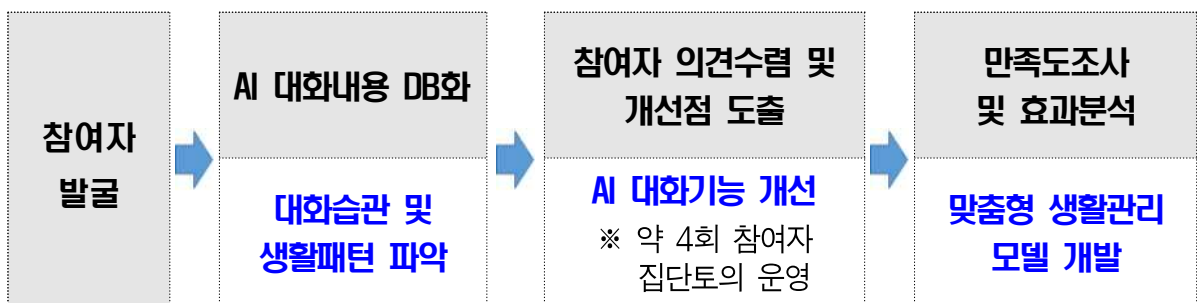 참여자
발굴
AI 대화내용 DB화
대화습관 및
생활패턴 파악
참여자 의견수렴 및
개선점 도출
AI 대화기능 개선
※ 약 4회 참여자
집단토의 운영
만족도조사
및 효과분석
맞춤형 생활관리
모델 개발